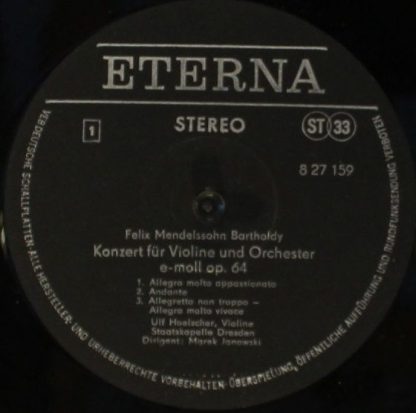 ETERNA
1
STEREO
ST 33
8 27 159
Felix Mendelssohn Bartholdy
Konzert für Violine und Orchester
e-moll op. 64
1. Allegro molto appassionato
2. Andante
3. Allegretto non troppo –
Allegro molto vivace
Ulf Hoelscher, Violine
Staatskapelle Dresden
Dirigent: Marek Janowski
VEB DEUTSCHE SCHALLPLATTEN · ALLE HERSTELLER- UND URHEBERRECHTE VORBEHALTEN · ÜBERSPIELUNG, ÖFFENTLICHE AUFFÜHRUNG UND RUNDFUNKSENDUNG VERBOTEN